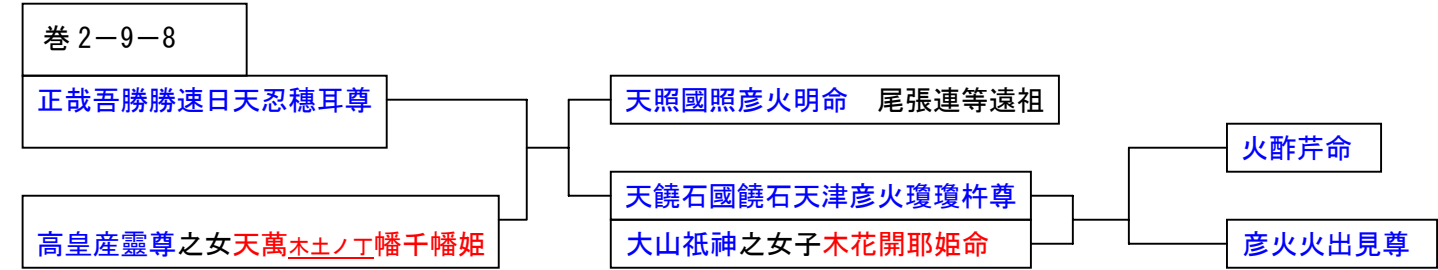 巻2－9－8
正哉吾勝勝速日天忍穂耳尊
天照國照彦火明命　尾張連等遠祖
火酢芹命
天饒石國饒石天津彦火瓊瓊杵尊
高皇産靈尊之女天萬木土ノ丁幡千幡姫
大山祇神之女子木花開耶姫命
彦火火出見尊